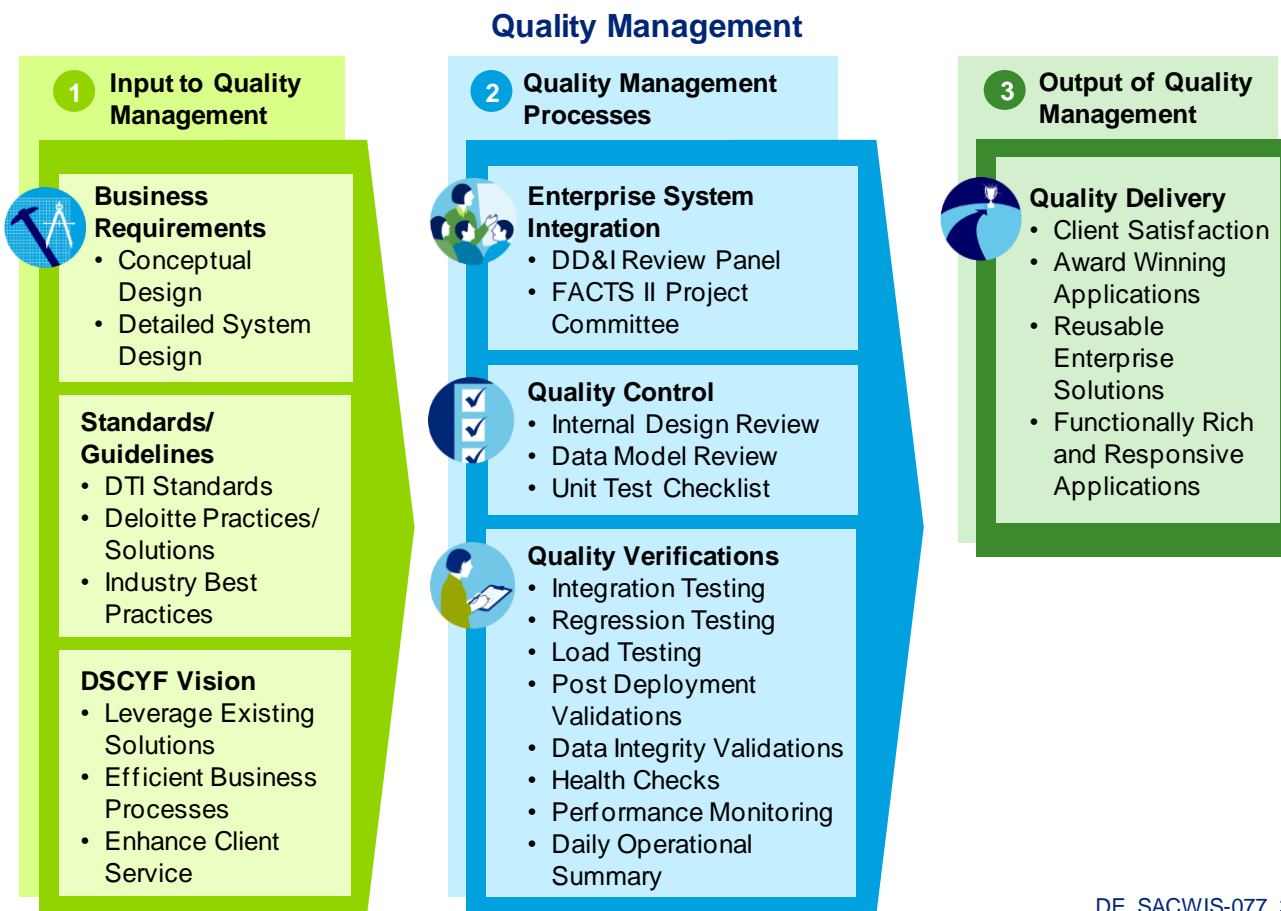 Quality Management
1
Input to Quality
Management
Business
Requirements
• Conceptual
Design
• Detailed System
Design
Standards/
Guidelines
• DTI Standards
• Deloitte Practices/
Solutions
• Industry Best
Practices
DSCYF Vision
• Leverage Existing
Solutions
• Efficient Business
Processes
• Enhance Client
Service
2
Quality Management
Processes
Enterprise System
Integration
• DD&I Review Panel
• FACTS II Project
Committee
Quality Control
• Internal Design Review
• Data Model Review
• Unit Test Checklist
Quality Verifications
• Integration Testing
• Regression Testing
• Load Testing
• Post Deployment
Validations
• Data Integrity Validations
• Health Checks
• Performance Monitoring
• Daily Operational
Summary
3
Output of Quality
Management
Quality Delivery
• Client Satisfaction
• Award Winning
Applications
• Reusable
Enterprise
Solutions
• Functionally Rich
and Responsive
Applications
DE_SACWIS-077